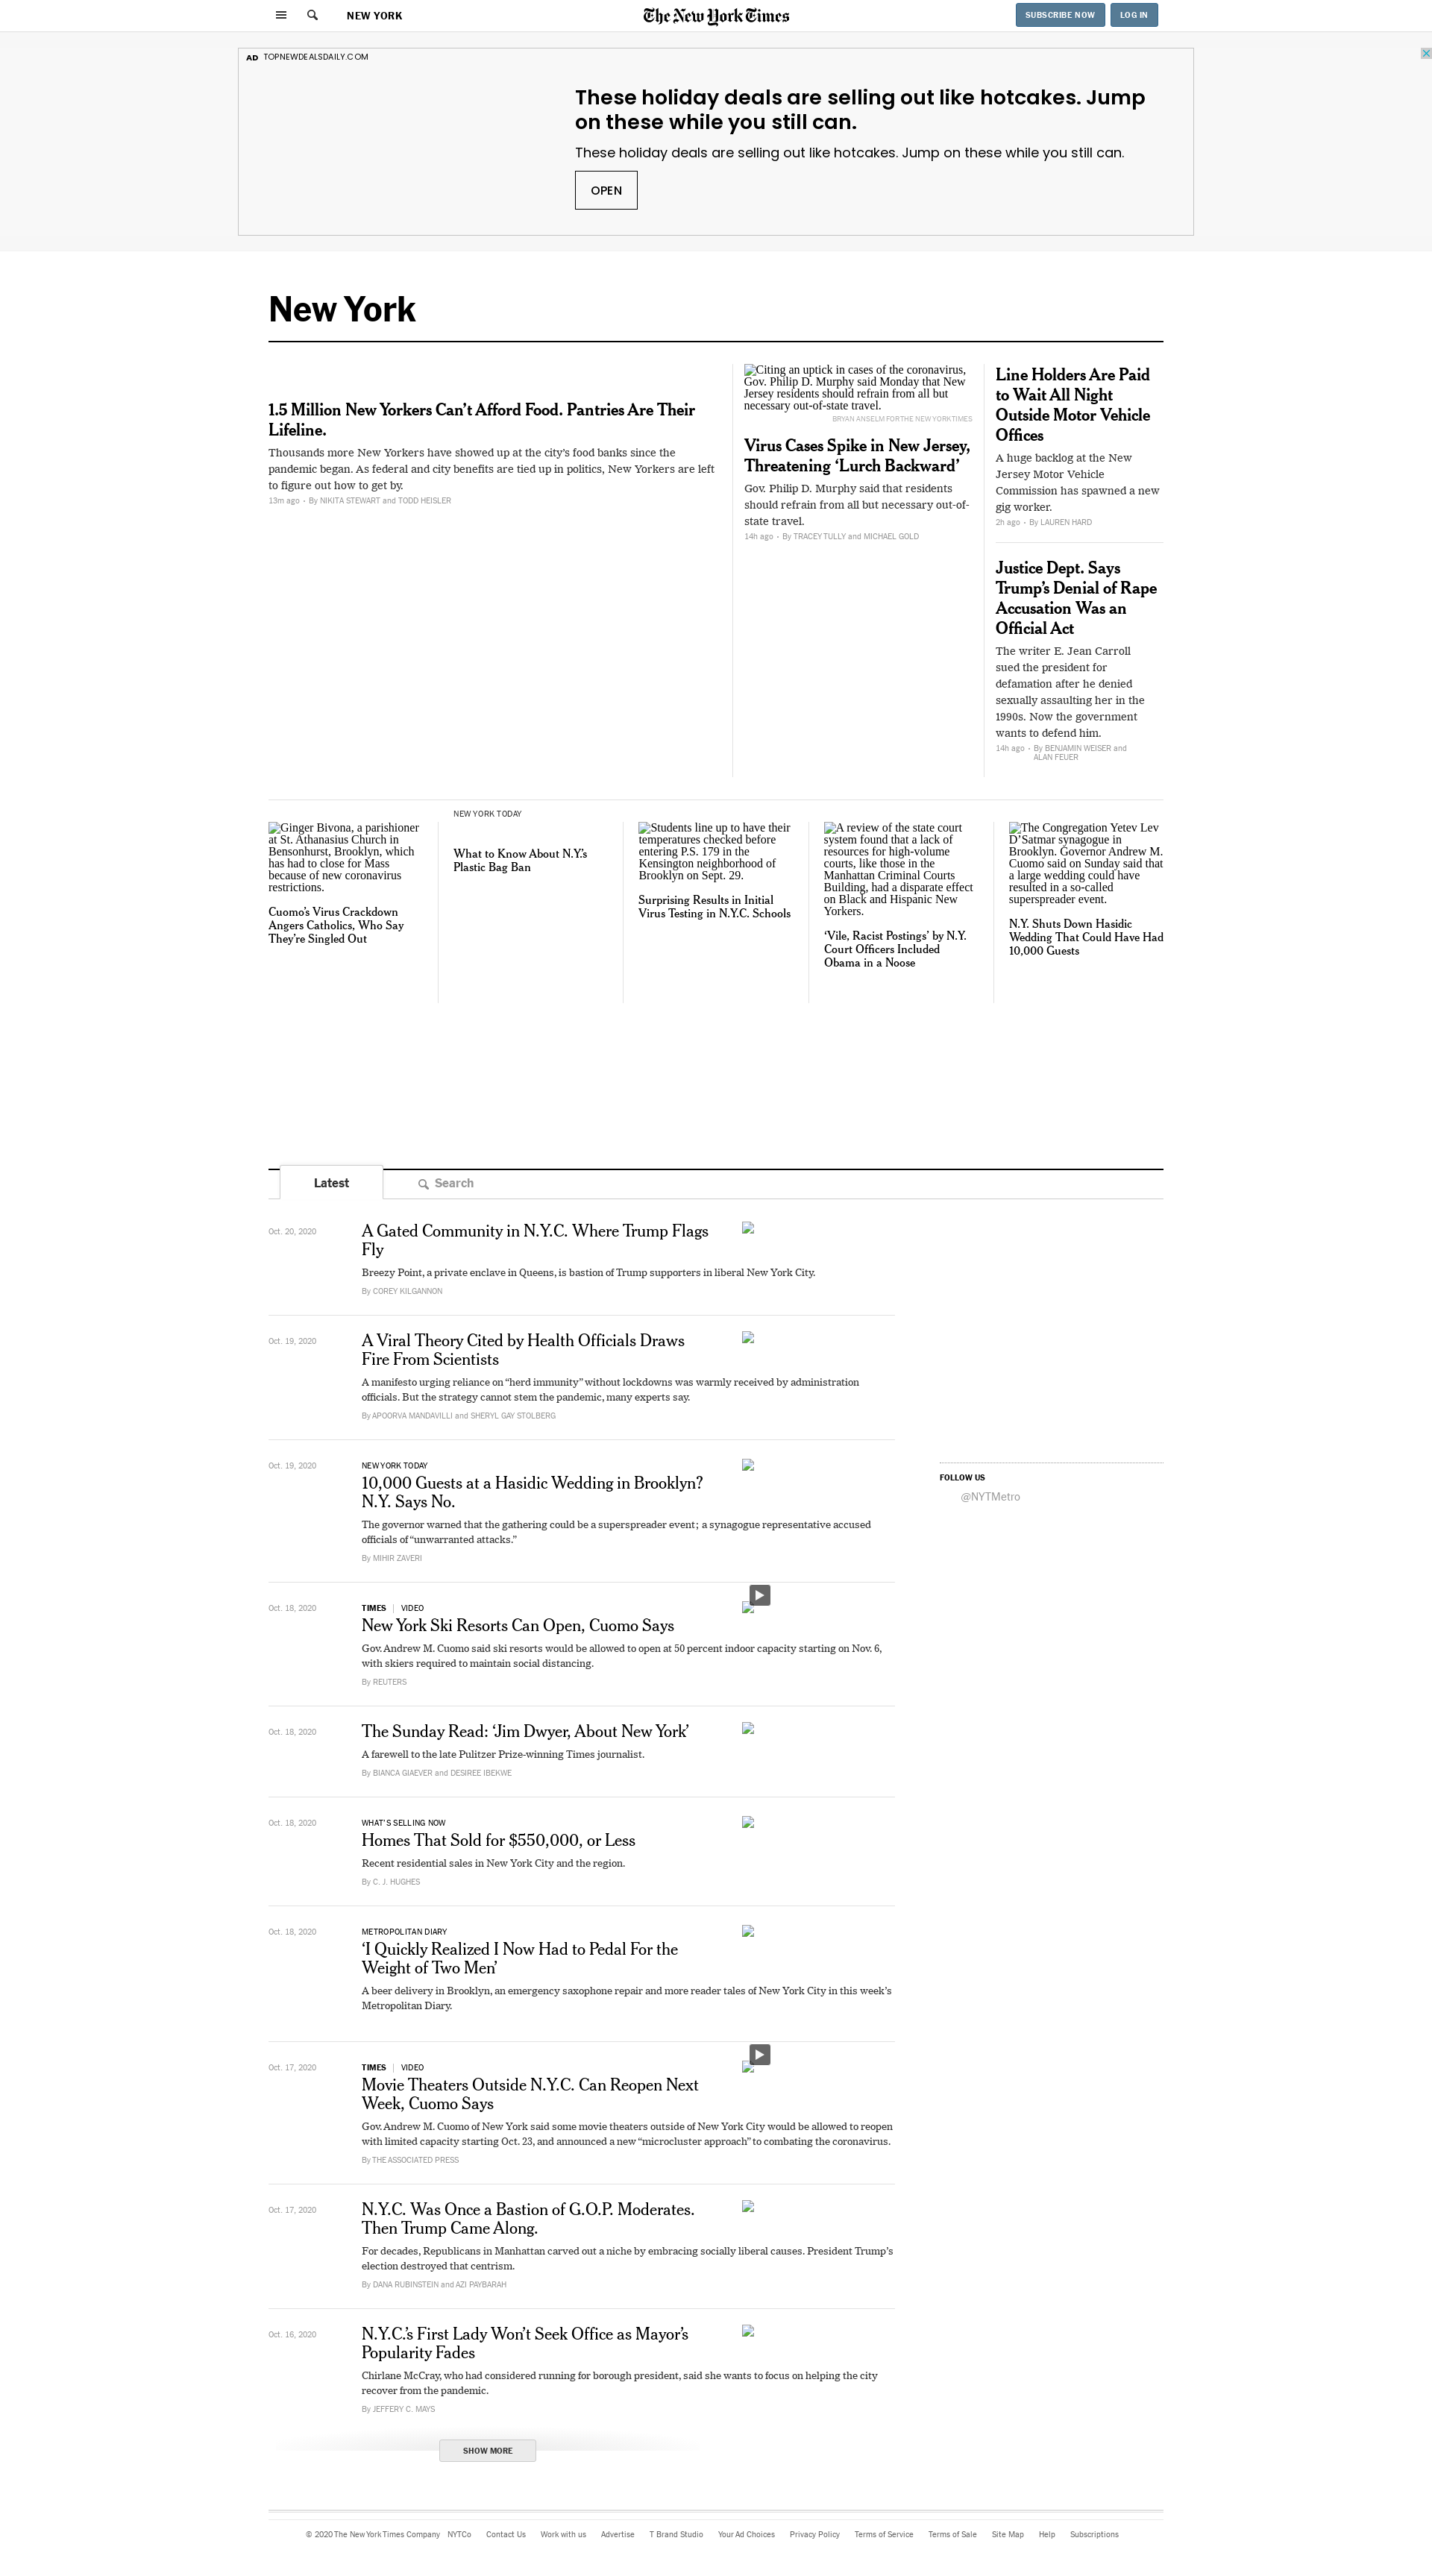 NEW YORK
The New York Times
SUBSCRIBE NOW
LOG IN
AD TOPNEWDEALSDAILY.COM
These holiday deals are selling out like hotcakes. Jump
on these while you still can.
These holiday deals are selling out like hotcakes. Jump on these while you still can.
OPEN
New York
1.5 Million New Yorkers Can’t Afford Food. Pantries Are Their
Lifeline.
Thousands more New Yorkers have showed up at the city’s food banks since the
pandemic began. As federal and city benefits are tied up in politics, New Yorkers are left
to figure out how to get by.
13m ago • By NIKITA STEWART and TODD HEISLER
Citing an uptick in cases of the coronavirus,
Gov. Philip D. Murphy said Monday that New
Jersey residents should refrain from all but
necessary out-of-state travel.
BRYAN ANSELM FOR THE NEW YORK TIMES
Virus Cases Spike in New Jersey,
Threatening ‘Lurch Backward’
Gov. Philip D. Murphy said that residents
should refrain from all but necessary out-of-
state travel.
14h ago • By TRACEY TULLY and MICHAEL GOLD
Line Holders Are Paid
to Wait All Night
Outside Motor Vehicle
Offices
A huge backlog at the New
Jersey Motor Vehicle
Commission has spawned a new
gig worker.
2h ago • By LAUREN HARD
Justice Dept. Says
Trump’s Denial of Rape
Accusation Was an
Official Act
The writer E. Jean Carroll
sued the president for
defamation after he denied
sexually assaulting her in the
1990s. Now the government
wants to defend him.
14h ago • By BENJAMIN WEISER and
ALAN FEUER
Ginger Bivona, a parishioner
at St. Athanasius Church in
Bensonhurst, Brooklyn, which
has had to close for Mass
because of new coronavirus
restrictions.
Cuomo’s Virus Crackdown
Angers Catholics, Who Say
They’re Singled Out
NEW YORK TODAY
What to Know About N.Y.’s
Plastic Bag Ban
Students line up to have their
temperatures checked before
entering P.S. 179 in the
Kensington neighborhood of
Brooklyn on Sept. 29.
Surprising Results in Initial
Virus Testing in N.Y.C. Schools
A review of the state court
system found that a lack of
resources for high-volume
courts, like those in the
Manhattan Criminal Courts
Building, had a disparate effect
on Black and Hispanic New
Yorkers.
‘Vile, Racist Postings’ by N.Y.
Court Officers Included
Obama in a Noose
The Congregation Yetev Lev
D’Satmar synagogue in
Brooklyn. Governor Andrew M.
Cuomo said on Sunday said that
a large wedding could have
resulted in a so-called
superspreader event.
N.Y. Shuts Down Hasidic
Wedding That Could Have Had
10,000 Guests
Latest
Search
Oct. 20, 2020
A Gated Community in N.Y.C. Where Trump Flags
Fly
Breezy Point, a private enclave in Queens, is bastion of Trump supporters in liberal New York City.
By COREY KILGANNON
Oct. 19, 2020
A Viral Theory Cited by Health Officials Draws
Fire From Scientists
A manifesto urging reliance on “herd immunity” without lockdowns was warmly received by administration
officials. But the strategy cannot stem the pandemic, many experts say.
By APOORVA MANDAVILLI and SHERYL GAY STOLBERG
Oct. 19, 2020
NEW YORK TODAY
10,000 Guests at a Hasidic Wedding in Brooklyn?
N.Y. Says No.
The governor warned that the gathering could be a superspreader event; a synagogue representative accused
officials of “unwarranted attacks.”
By MIHIR ZAVERI
FOLLOW US
@NYTMetro
Oct. 18, 2020
TIMES | VIDEO
New York Ski Resorts Can Open, Cuomo Says
Gov. Andrew M. Cuomo said ski resorts would be allowed to open at 50 percent indoor capacity starting on Nov. 6,
with skiers required to maintain social distancing.
By REUTERS
Oct. 18, 2020
The Sunday Read: ‘Jim Dwyer, About New York’
A farewell to the late Pulitzer Prize-winning Times journalist.
By BIANCA GIAEVER and DESIREE IBEKWE
Oct. 18, 2020
WHAT’S SELLING NOW
Homes That Sold for $550,000, or Less
Recent residential sales in New York City and the region.
By C. J. HUGHES
Oct. 18, 2020
METROPOLITAN DIARY
‘I Quickly Realized I Now Had to Pedal For the
Weight of Two Men’
A beer delivery in Brooklyn, an emergency saxophone repair and more reader tales of New York City in this week’s
Metropolitan Diary.
Oct. 17, 2020
TIMES | VIDEO
Movie Theaters Outside N.Y.C. Can Reopen Next
Week, Cuomo Says
Gov. Andrew M. Cuomo of New York said some movie theaters outside of New York City would be allowed to reopen
with limited capacity starting Oct. 23, and announced a new “microcluster approach” to combating the coronavirus.
By THE ASSOCIATED PRESS
Oct. 17, 2020
N.Y.C. Was Once a Bastion of G.O.P. Moderates.
Then Trump Came Along.
For decades, Republicans in Manhattan carved out a niche by embracing socially liberal causes. President Trump’s
election destroyed that centrism.
By DANA RUBINSTEIN and AZI PAYBARAH
Oct. 16, 2020
N.Y.C.’s First Lady Won’t Seek Office as Mayor’s
Popularity Fades
Chirlane McCray, who had considered running for borough president, said she wants to focus on helping the city
recover from the pandemic.
By JEFFERY C. MAYS
SHOW MORE
© 2020 The New York Times Company NYTCo Contact Us Work with us Advertise T Brand Studio Your Ad Choices Privacy Policy Terms of Service Terms of Sale Site Map Help Subscriptions